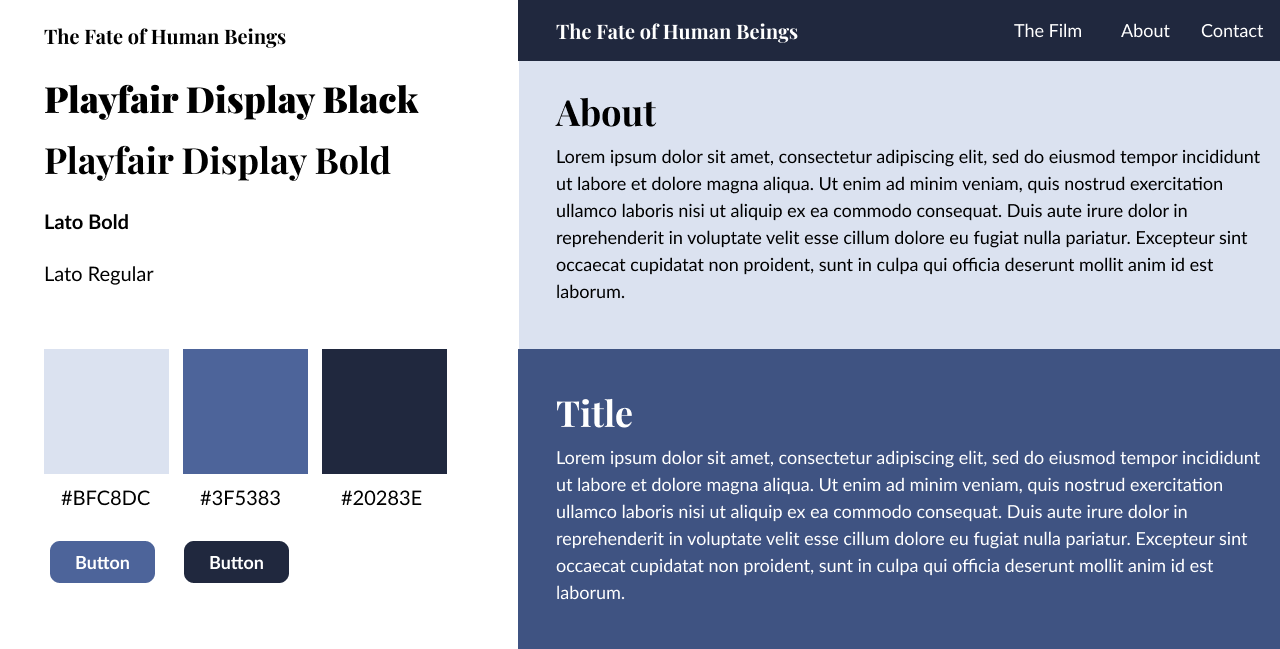 The Fate of Human Beings
Playfair Display Black
Playfair Display Bold
Lato Bold
Lato Regular
#BFC8DC
#3F5383
#20283E
Button
Button
The Fate of Human Beings
The Film
About
Contact
About
Lorem ipsum dolor sit amet, consectetur adipiscing elit, sed do eiusmod tempor incididunt
ut labore et dolore magna aliqua. Ut enim ad minim veniam, quis nostrud exercitation
ullamco laboris nisi ut aliquip ex ea commodo consequat. Duis aute irure dolor in
reprehenderit in voluptate velit esse cillum dolore eu fugiat nulla pariatur. Excepteur sint
occaecat cupidatat non proident, sunt in culpa qui officia deserunt mollit anim id est
laborum.
Title
Lorem ipsum dolor sit amet, consectetur adipiscing elit, sed do eiusmod tempor incididunt
ut labore et dolore magna aliqua. Ut enim ad minim veniam, quis nostrud exercitation
ullamco laboris nisi ut aliquip ex ea commodo consequat. Duis aute irure dolor in
reprehenderit in voluptate velit esse cillum dolore eu fugiat nulla pariatur. Excepteur sint
occaecat cupidatat non proident, sunt in culpa qui officia deserunt mollit anim id est
laborum.